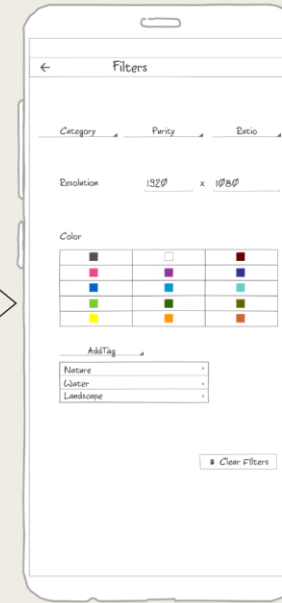 Filters
Category Purity Ratio
Resolution 1920 x 1080
Color
AddTag
Nature
Water
Landscape
Clear Filters